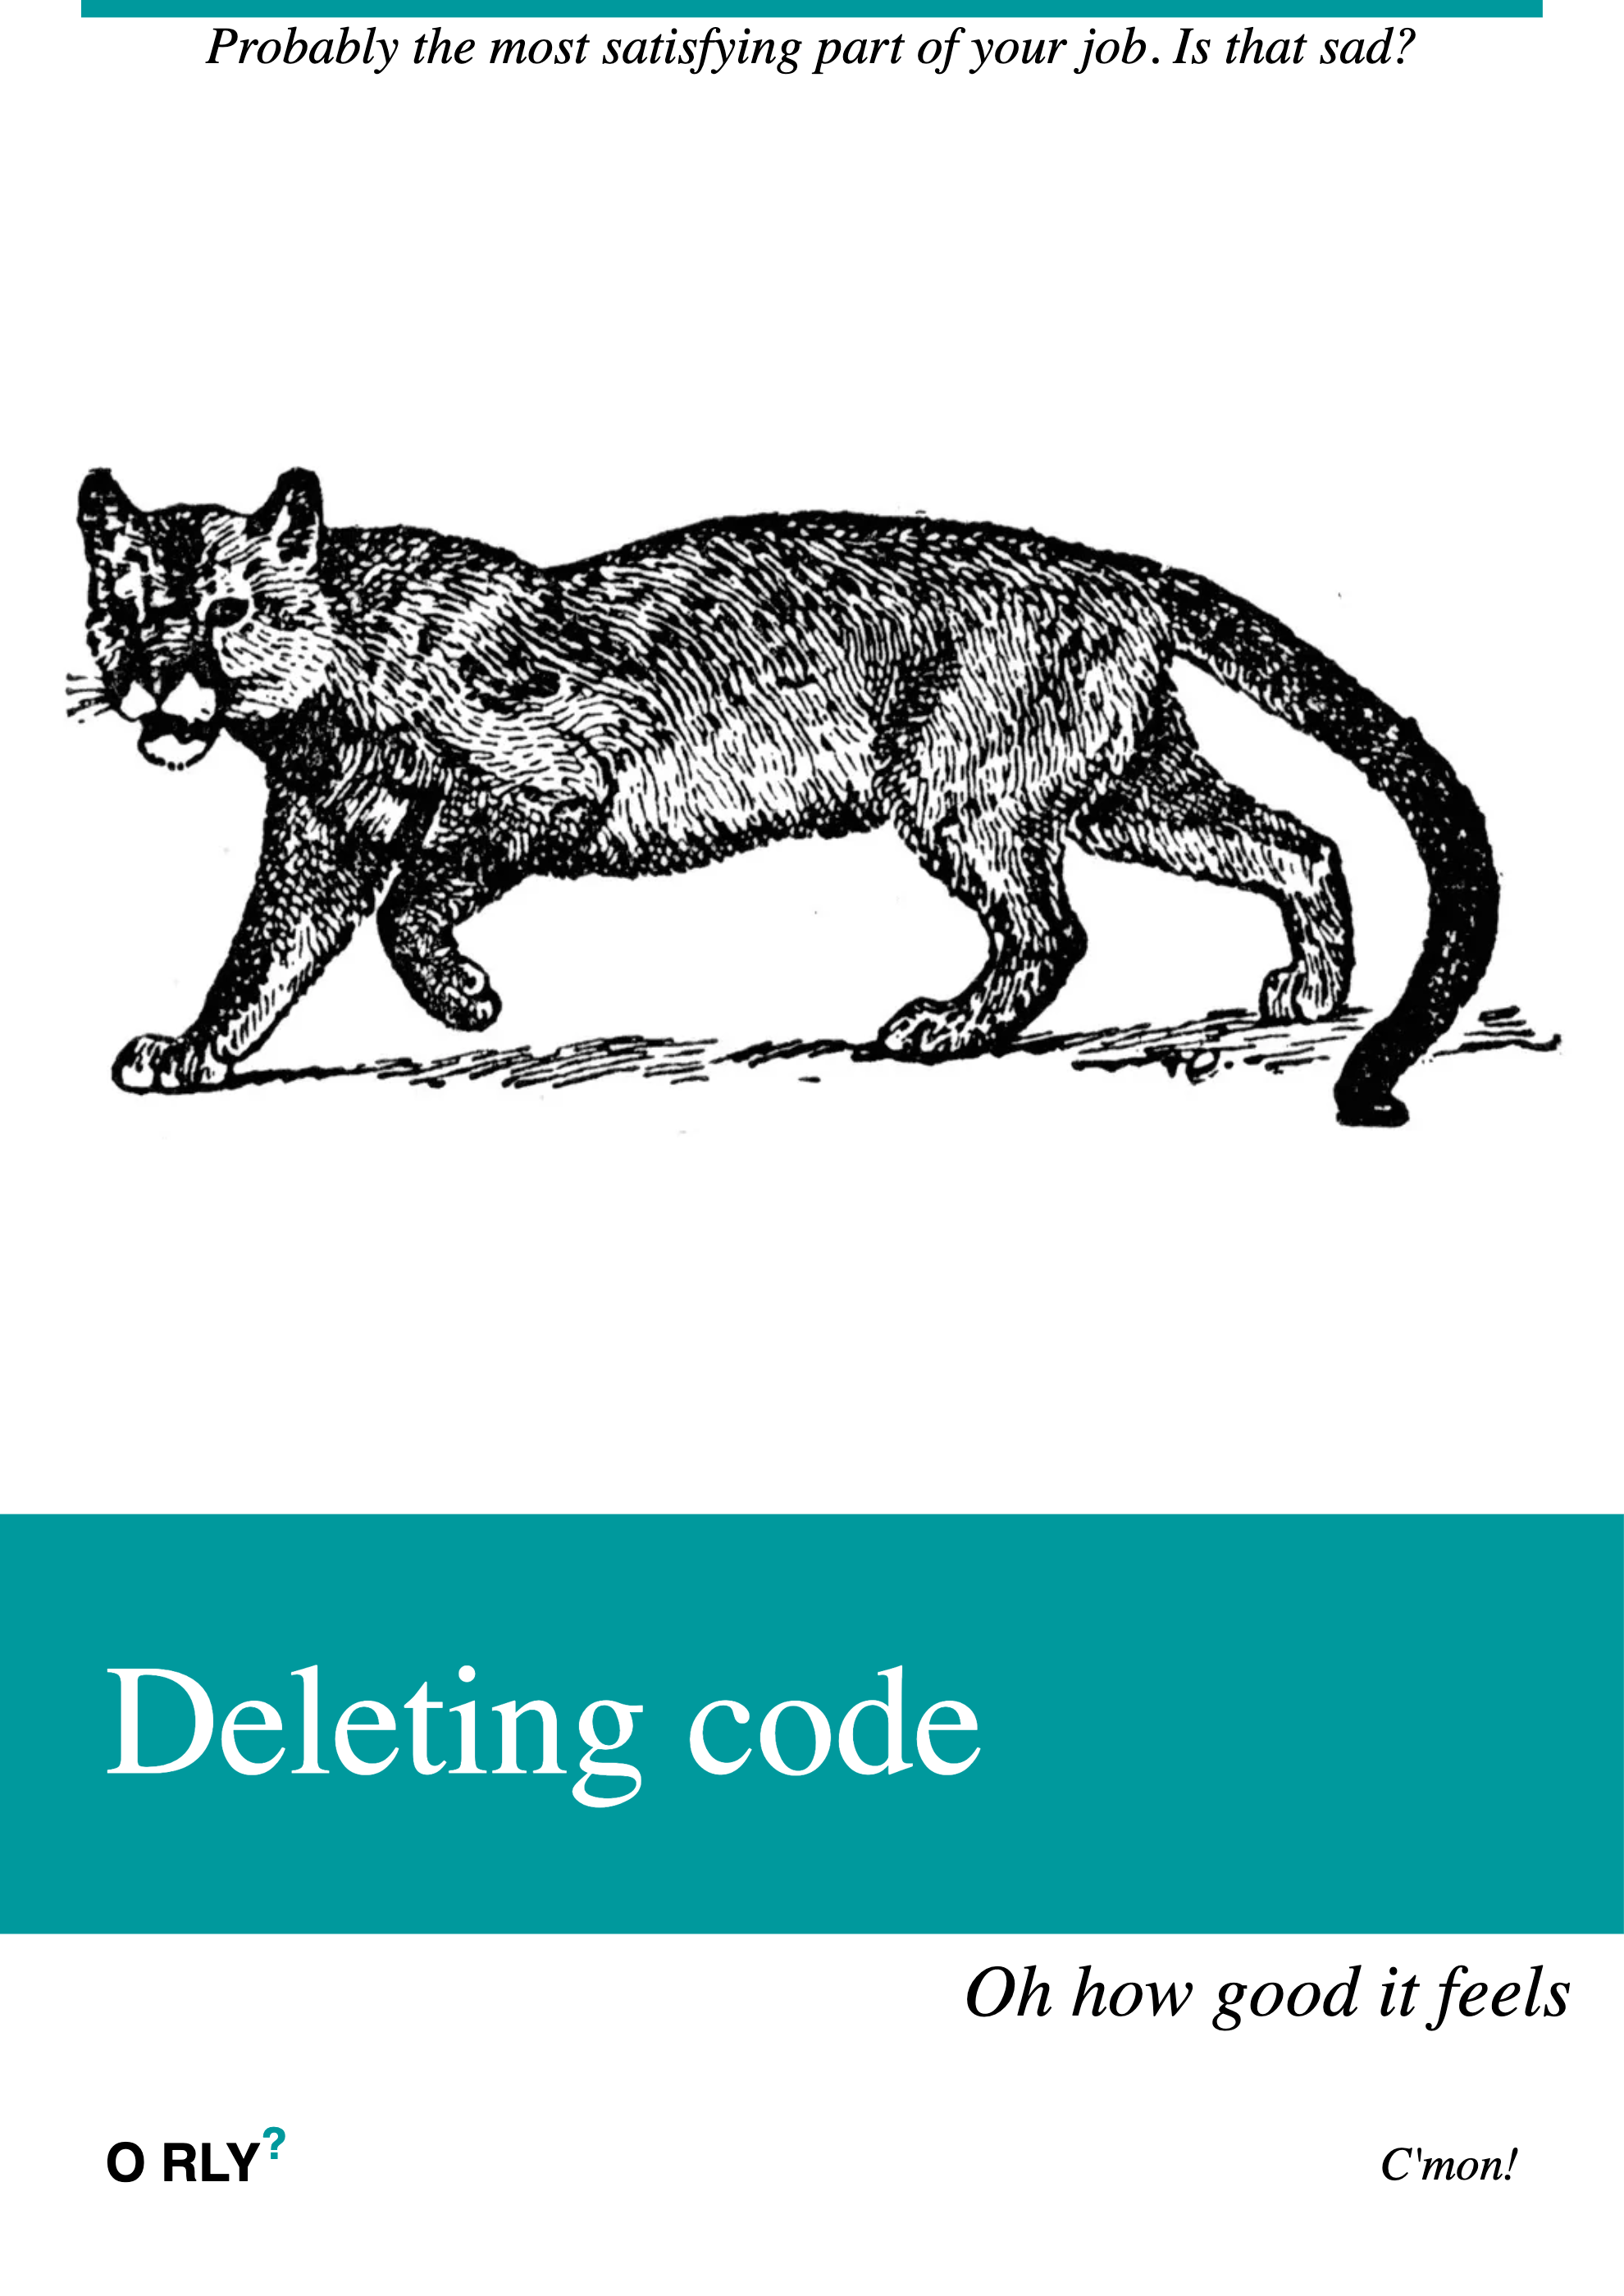 Probably the most satisfying part of your job. Is that sad?
Deleting code
Oh how good it feels
O RLY?
C'mon!